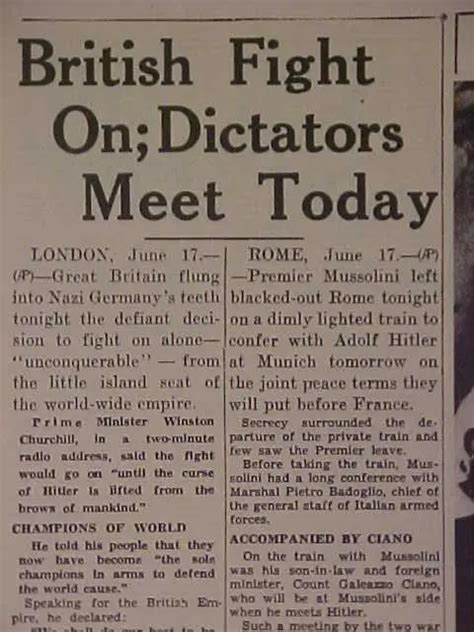 British Fight
On; Dictators
Meet Today
LONDON, June 17.—
(AP)—Great Britain flung
into Nazi Germany's teeth
tonight the defiant deci-
sion to fight on alone—
"unconquerable" — from
the little island seat of
the world-wide empire.
Prime Minister Winston
Churchill, in a two-minute
radio address, said the fight
would go on "until the curse
of Hitler is lifted from the
brows of mankind."
CHAMPIONS OF WORLD
He told his people that they
now have become "the sole
champions in arms to defend
the world cause."
Speaking for the British Em-
pire, he declared:
ROME, June 17.—(AP)
—Premier Mussolini left
blacked-out Rome tonight
on a dimly lighted train to
confer with Adolf Hitler
at Munich tomorrow on
the joint peace terms they
will put before France.
Secrecy surrounded the de-
parture of the private train and
few saw the Premier leave.
Before taking the train, Mus-
solini had a long conference with
Marshal Pietro Badoglio, chief of
the general staff of Italian armed
forces.
ACCOMPANIED BY CIANO
On the train with Mussolini
was his son-in-law and foreign
minister, Count Galeazzo Ciano,
who will be at Mussolini's side
when he meets Hitler.
Such a meeting by the two war